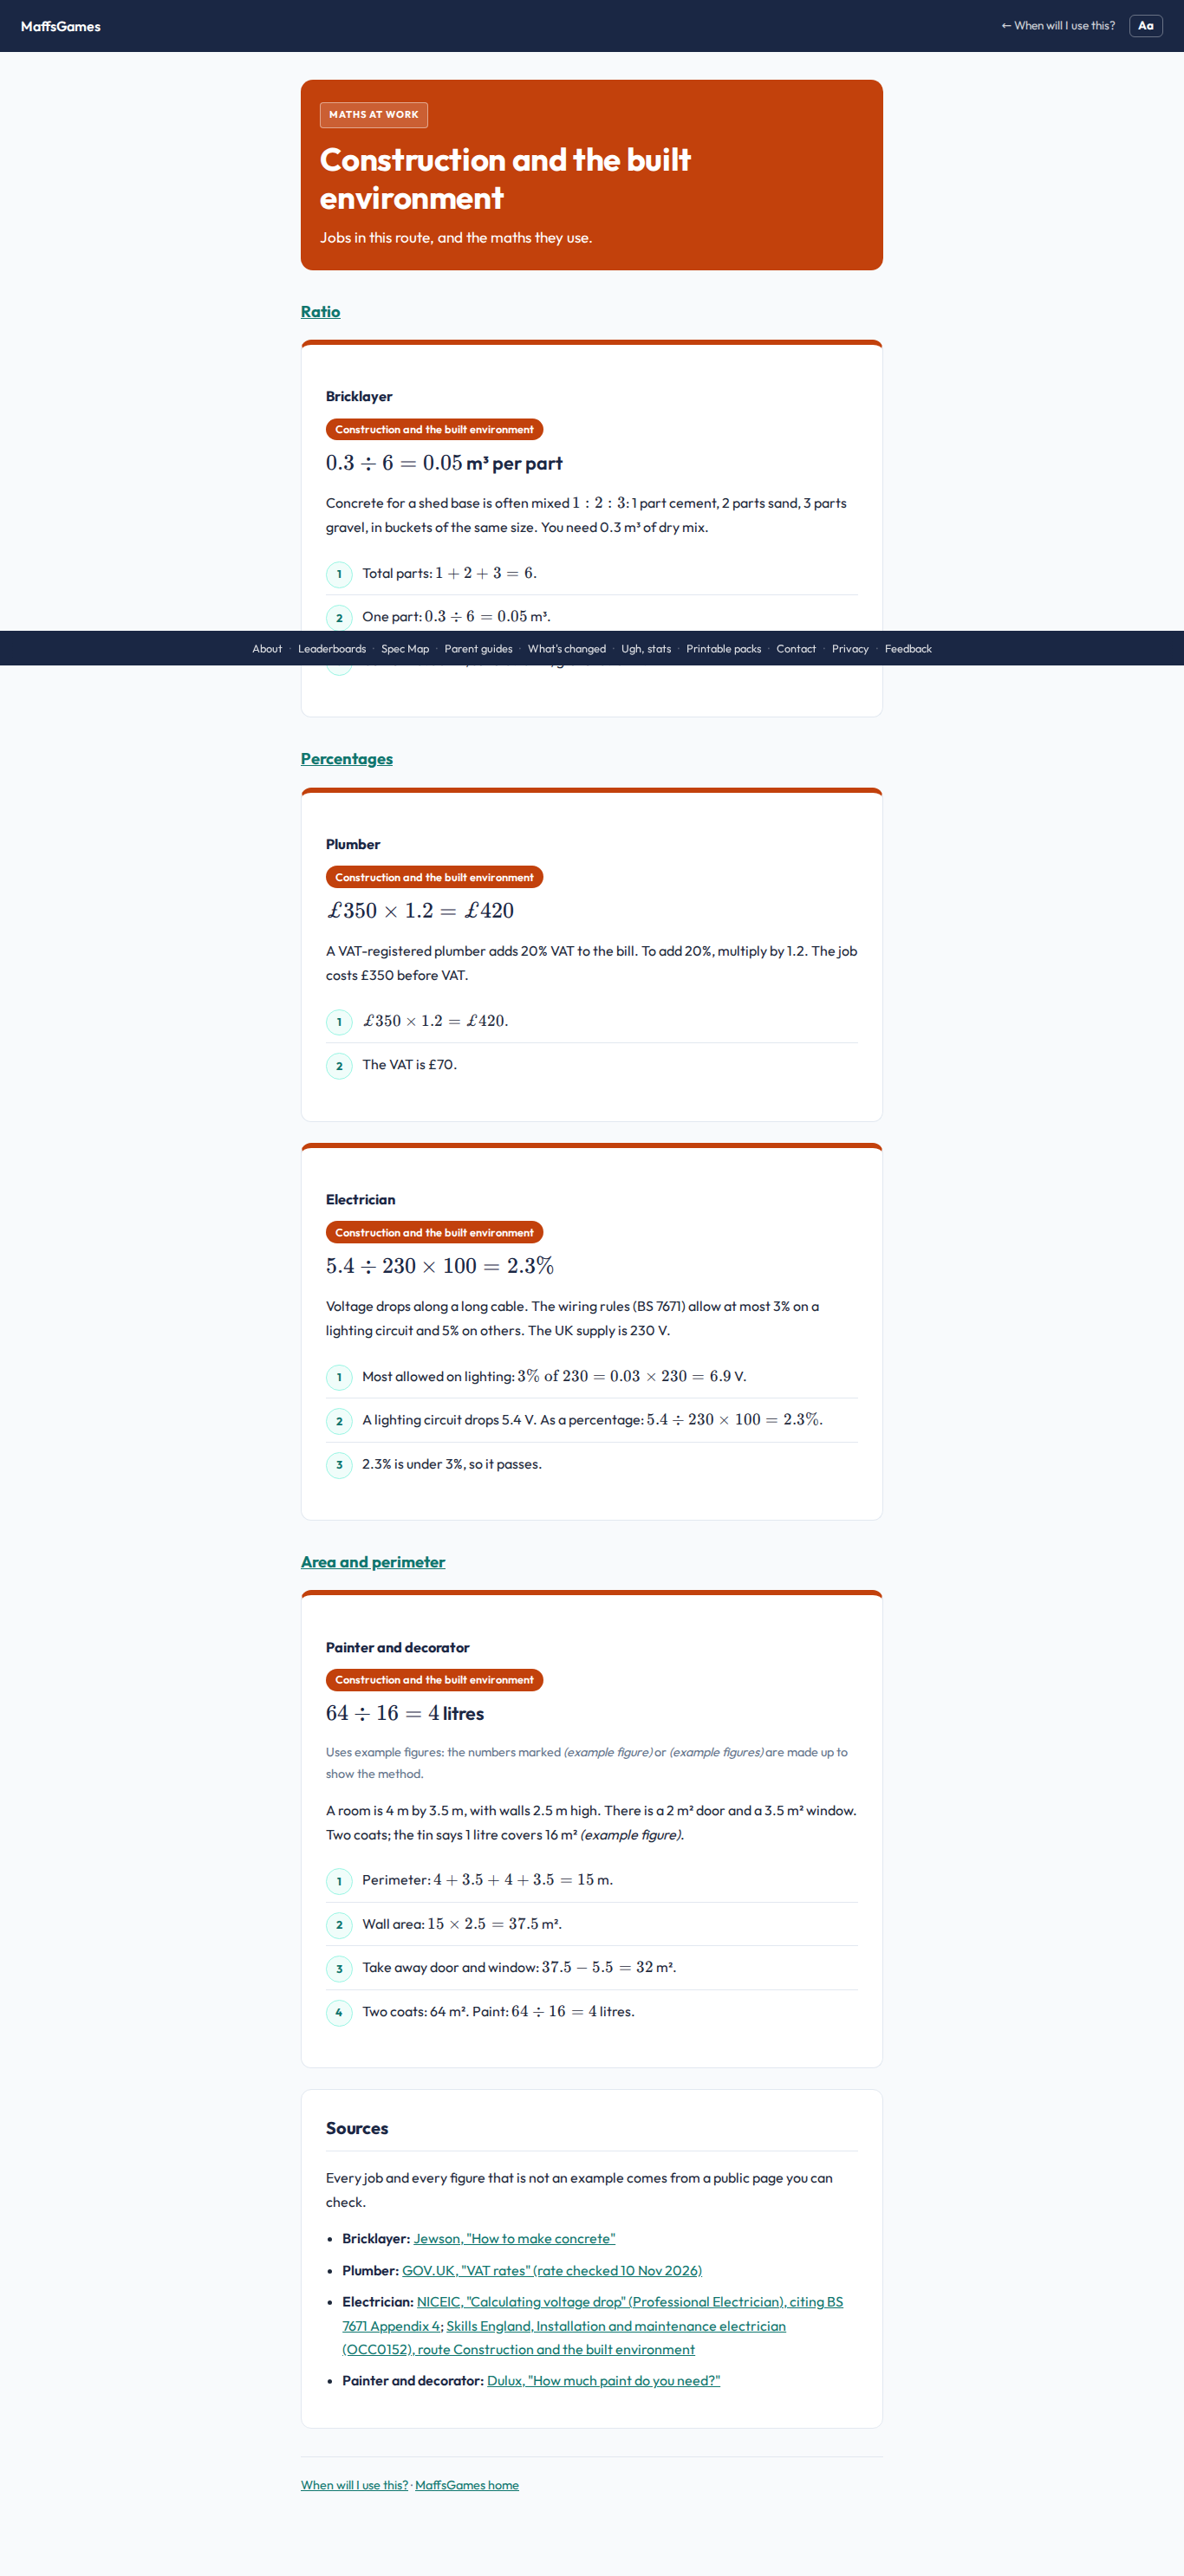 MaffsGames
← When will I use this?
Aa
MATHS AT WORK
Construction and the built
environment
Jobs in this route, and the maths they use.
Ratio
Bricklayer
Construction and the built environment
0.3 ÷ 6 = 0.05 m³ per part
Concrete for a shed base is often mixed 1 : 2 : 3: 1 part cement, 2 parts sand, 3 parts
gravel, in buckets of the same size. You need 0.3 m³ of dry mix.
1 Total parts: 1 + 2 + 3 = 6.
2 One part: 0.3 ÷ 6 = 0.05 m³.
About · Leaderboards · Spec Map · Parent guides · What's changed · Ugh, stats · Printable packs · Contact · Privacy · Feedback
Percentages
Plumber
Construction and the built environment
£350 × 1.2 = £420
A VAT-registered plumber adds 20% VAT to the bill. To add 20%, multiply by 1.2. The job
costs £350 before VAT.
1 £350 × 1.2 = £420.
2 The VAT is £70.
Electrician
Construction and the built environment
5.4 ÷ 230 × 100 = 2.3%
Voltage drops along a long cable. The wiring rules (BS 7671) allow at most 3% on a
lighting circuit and 5% on others. The UK supply is 230 V.
1 Most allowed on lighting: 3% of 230 = 0.03 × 230 = 6.9 V.
2 A lighting circuit drops 5.4 V. As a percentage: 5.4 ÷ 230 × 100 = 2.3%.
3 2.3% is under 3%, so it passes.
Area and perimeter
Painter and decorator
Construction and the built environment
64 ÷ 16 = 4 litres
Uses example figures: the numbers marked (example figure) or (example figures) are made up to
show the method.
A room is 4 m by 3.5 m, with walls 2.5 m high. There is a 2 m² door and a 3.5 m² window.
Two coats; the tin says 1 litre covers 16 m² (example figure).
1 Perimeter: 4 + 3.5 + 4 + 3.5 = 15 m.
2 Wall area: 15 × 2.5 = 37.5 m².
3 Take away door and window: 37.5 − 5.5 = 32 m².
4 Two coats: 64 m². Paint: 64 ÷ 16 = 4 litres.
Sources
Every job and every figure that is not an example comes from a public page you can
check.
• Bricklayer: Jewson, "How to make concrete"
• Plumber: GOV.UK, "VAT rates" (rate checked 10 Nov 2026)
• Electrician: NICEIC, "Calculating voltage drop" (Professional Electrician), citing BS
7671 Appendix 4; Skills England, Installation and maintenance electrician
(OCC0152), route Construction and the built environment
• Painter and decorator: Dulux, "How much paint do you need?"
When will I use this? · MaffsGames home